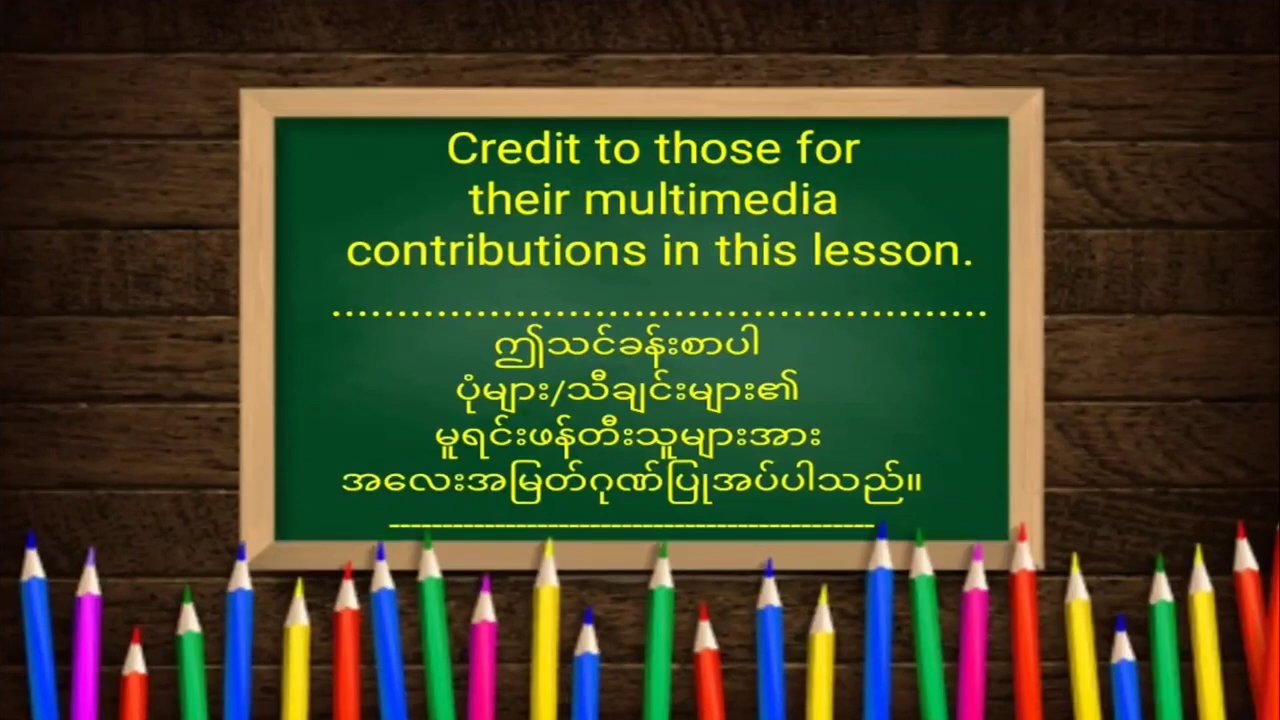 Credit to those for
their multimedia
contributions in this lesson.
..................................................
ဤသင်ခန်းစာပါ
ပုံများ/သီချင်းများ၏
မူရင်းဖန်တီးသူများအား
အလေးအမြတ်ဂုဏ်ပြုအပ်ပါသည်။
-------------------------------------------------